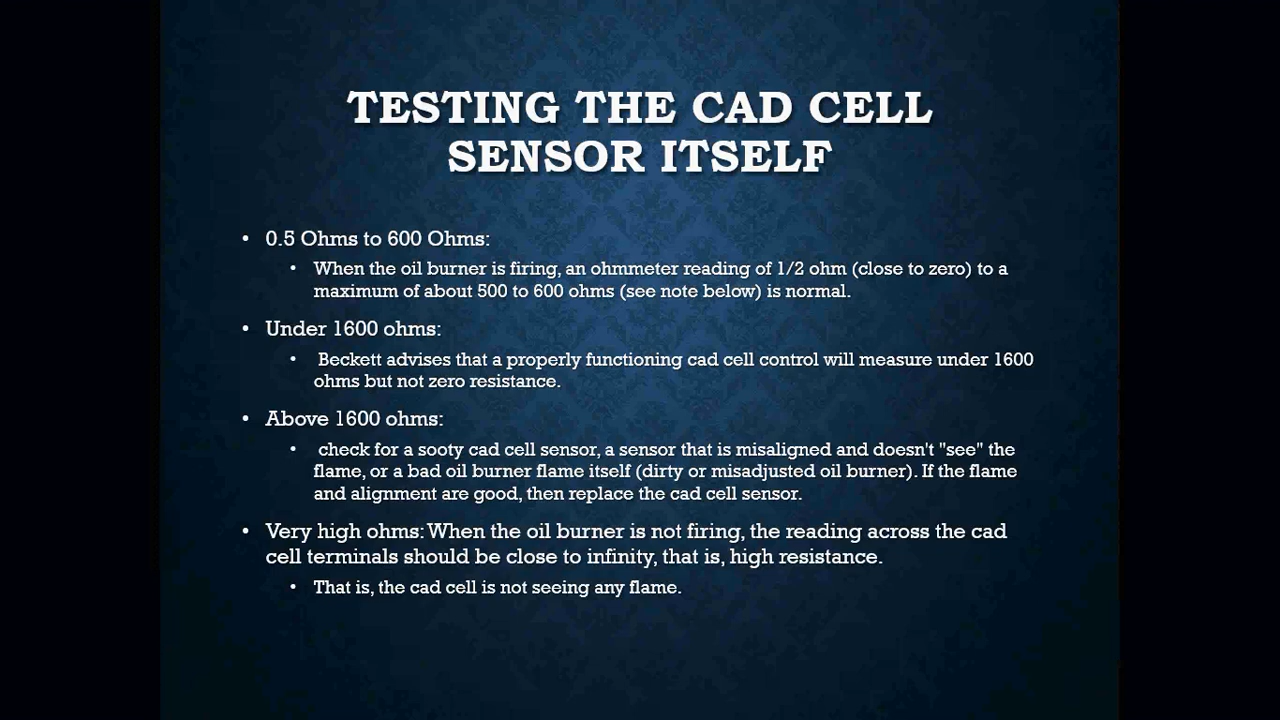 TESTING THE CAD CELL
SENSOR ITSELF
• 0.5 Ohms to 600 Ohms:
• When the oil burner is firing, an ohmmeter reading of 1/2 ohm (close to zero) to a
maximum of about 500 to 600 ohms (see note below) is normal.
• Under 1600 ohms:
• Beckett advises that a properly functioning cad cell control will measure under 1600
ohms but not zero resistance.
• Above 1600 ohms:
• check for a sooty cad cell sensor, a sensor that is misaligned and doesn't "see" the
flame, or a bad oil burner flame itself (dirty or misadjusted oil burner). If the flame
and alignment are good, then replace the cad cell sensor.
• Very high ohms: When the oil burner is not firing, the reading across the cad
cell terminals should be close to infinity, that is, high resistance.
• That is, the cad cell is not seeing any flame.